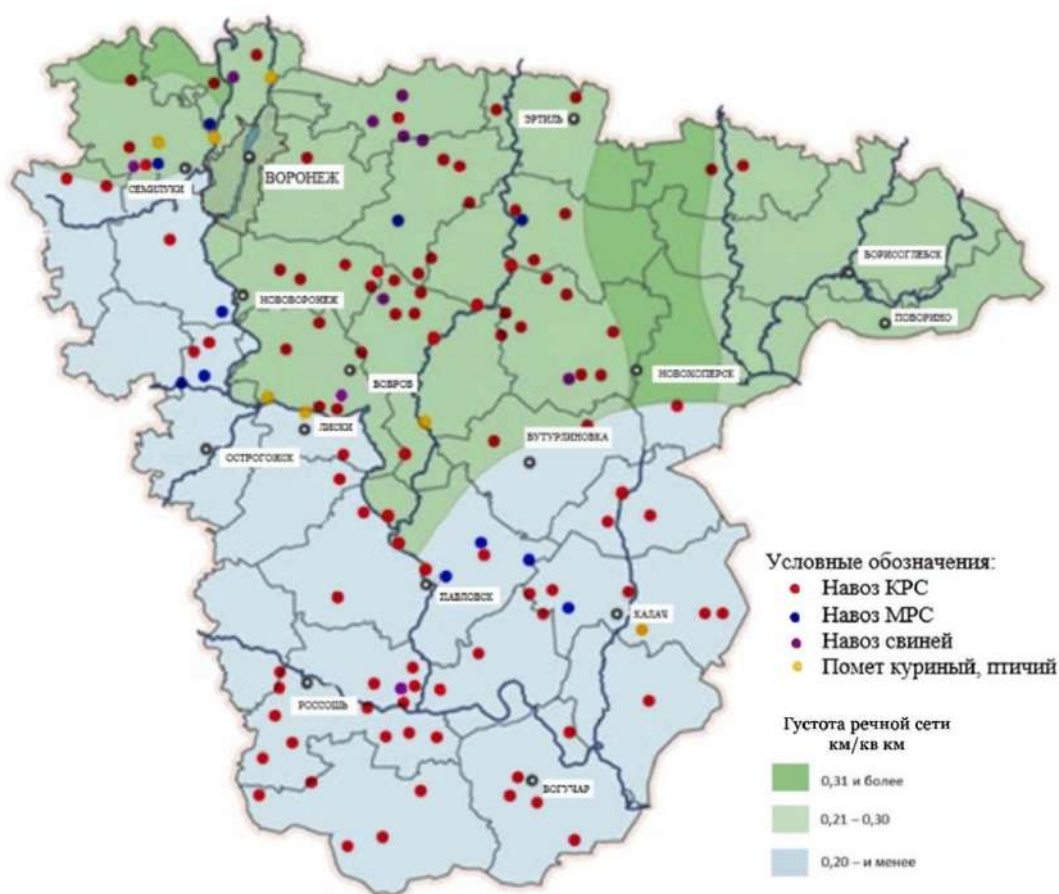 ЭРТИЛЬ
ВОРОНЕЖ
СЕМИЛУКИ
БОРИСОГЛЕБСК
НОВОВОРОНЕЖ
ПОВОРИНО
БОБРОВ
НОВОХОПЕРСК
ЛИСКИ
БУТУРЛИНОВКА
ОСТРОГОЖСК
Условные обозначения:
Навоз КРС
ПАВЛОВСК
Навоз МРС
КАЛАЧ
Навоз свиней
Помет куриный, птичий
РОССОШЬ
Густота речной сети
км/кв км
0,31 и более
БОГУЧАР
0,21 – 0,30
0,20 – и менее